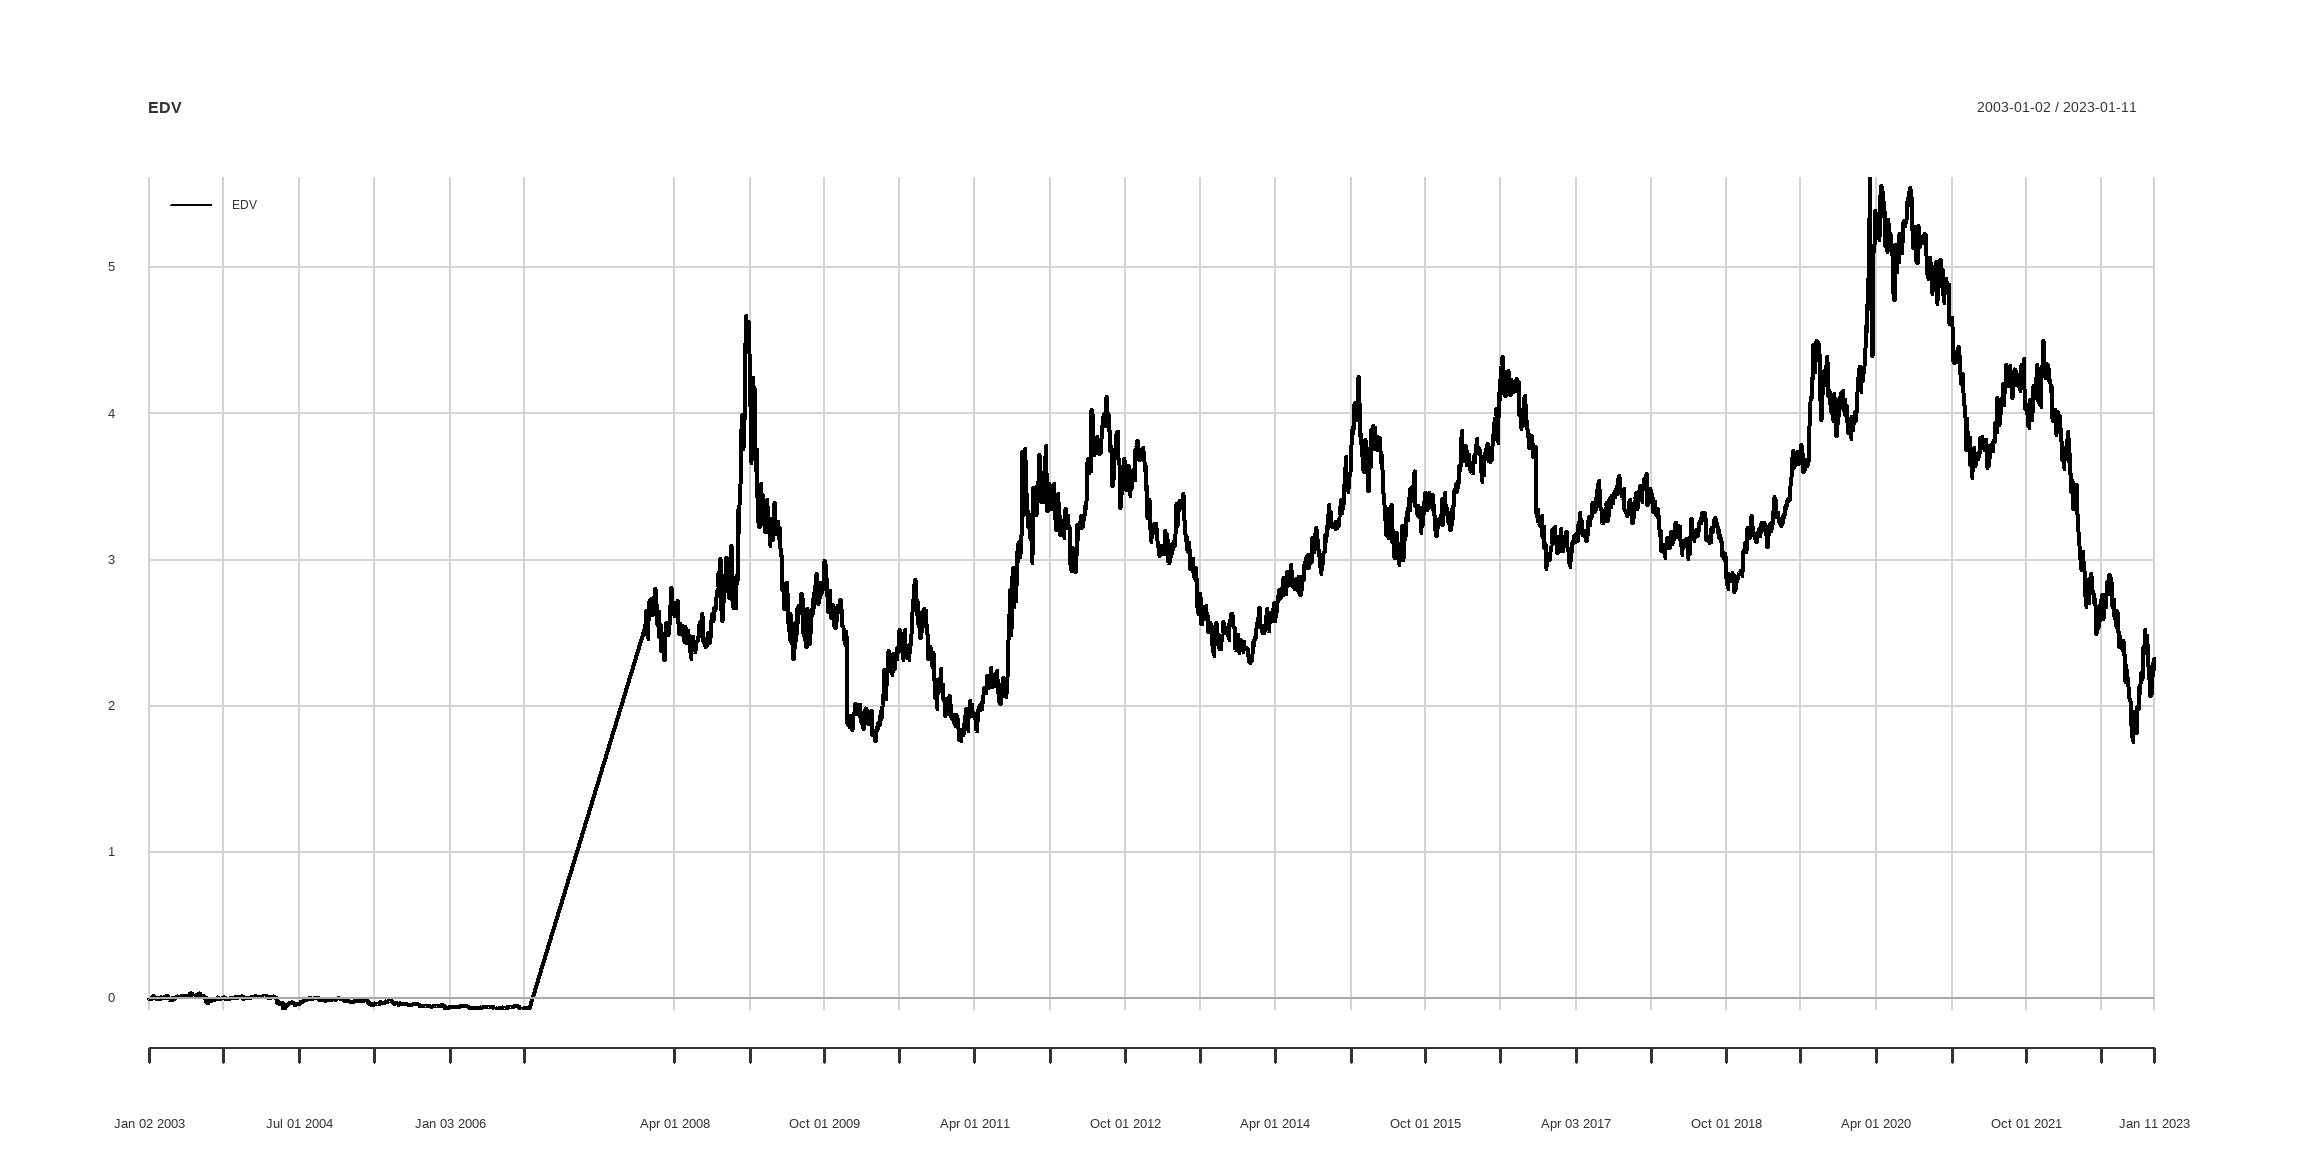 EDV
2003-01-02 / 2023-01-11
EDV
5
4
3
2
1
0
Jan 02 2003
Jul 01 2004
Jan 03 2006
Apr 01 2008
Oct 01 2009
Apr 01 2011
Oct 01 2012
Apr 01 2014
Oct 01 2015
Apr 03 2017
Oct 01 2018
Apr 01 2020
Oct 01 2021
Jan 11 2023